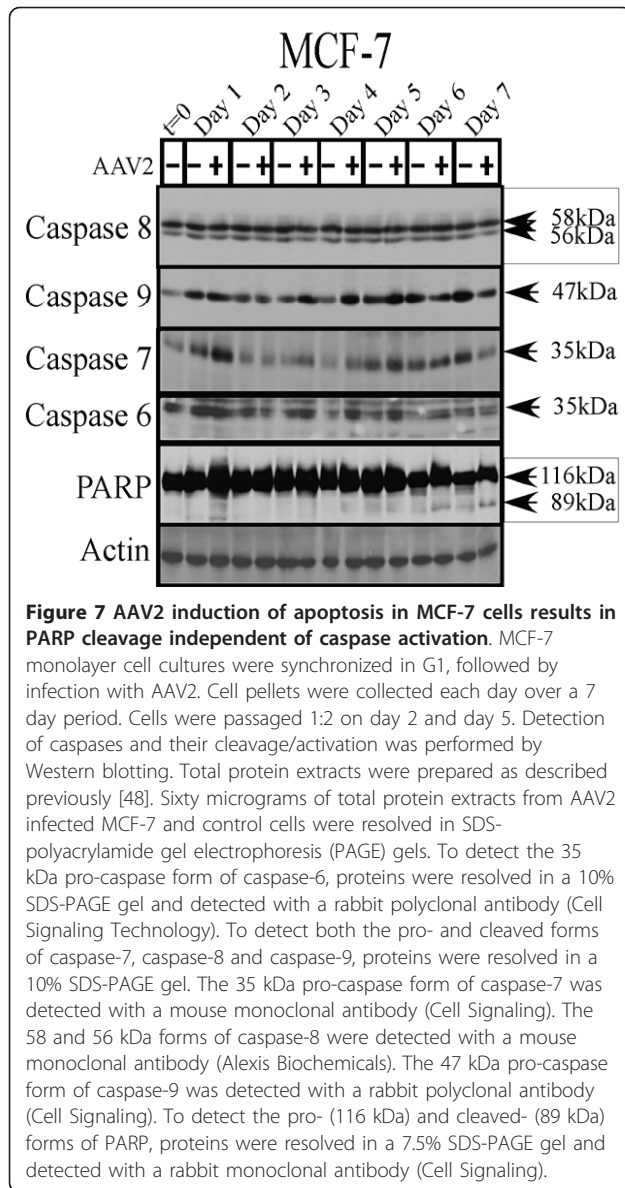 MCF-7
t=0 Day 1 Day 2 Day 3 Day 4 Day 5 Day 6 Day 7
AAV2 − − + − + − + − + − + − + − +
Caspase 8 58kDa
56kDa
Caspase 9 47kDa
Caspase 7 35kDa
Caspase 6 35kDa
PARP 116kDa
89kDa
Actin
Figure 7 AAV2 induction of apoptosis in MCF-7 cells results in
PARP cleavage independent of caspase activation. MCF-7
monolayer cell cultures were synchronized in G1, followed by
infection with AAV2. Cell pellets were collected each day over a 7
day period. Cells were passaged 1:2 on day 2 and day 5. Detection
of caspases and their cleavage/activation was performed by
Western blotting. Total protein extracts were prepared as described
previously [48]. Sixty micrograms of total protein extracts from AAV2
infected MCF-7 and control cells were resolved in SDS-
polyacrylamide gel electrophoresis (PAGE) gels. To detect the 35
kDa pro-caspase form of caspase-6, proteins were resolved in a 10%
SDS-PAGE gel and detected with a rabbit polyclonal antibody (Cell
Signaling Technology). To detect both the pro- and cleaved forms
of caspase-7, caspase-8 and caspase-9, proteins were resolved in a
10% SDS-PAGE gel. The 35 kDa pro-caspase form of caspase-7 was
detected with a mouse monoclonal antibody (Cell Signaling). The
58 and 56 kDa forms of caspase-8 were detected with a mouse
monoclonal antibody (Alexis Biochemicals). The 47 kDa pro-caspase
form of caspase-9 was detected with a rabbit polyclonal antibody
(Cell Signaling). To detect the pro- (116 kDa) and cleaved- (89 kDa)
forms of PARP, proteins were resolved in a 7.5% SDS-PAGE gel and
detected with a rabbit monoclonal antibody (Cell Signaling).